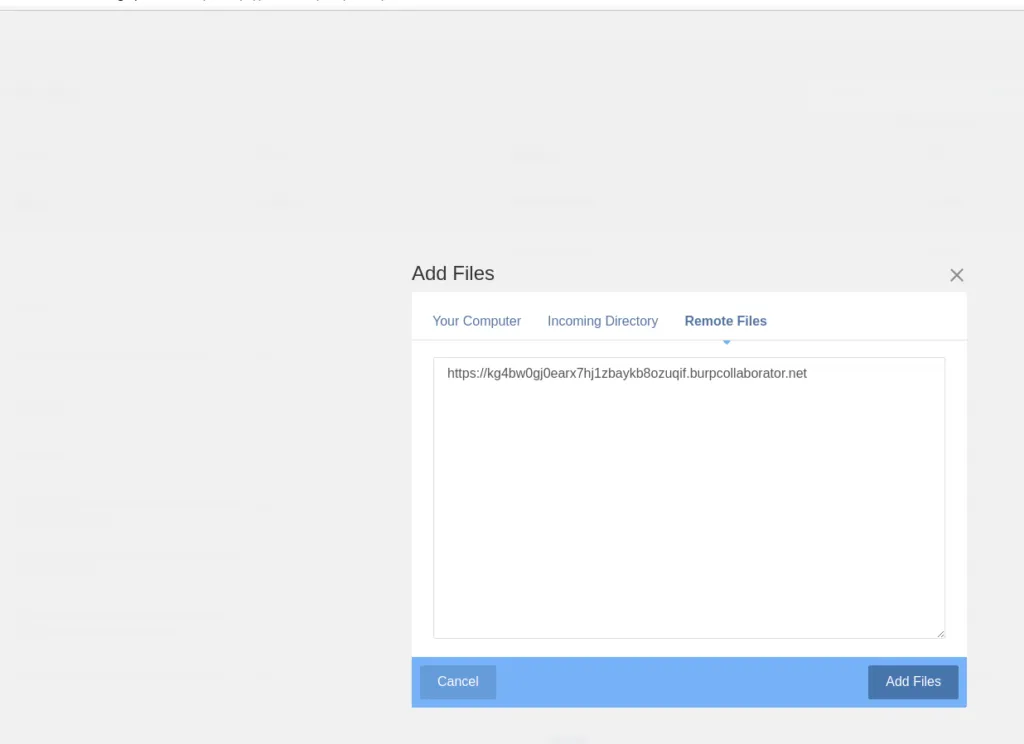 Add Files
Your Computer Incoming Directory Remote Files
https://kg4bw0gj0earx7hj1zbaykb8ozuqif.burpcollaborator.net
Cancel Add Files